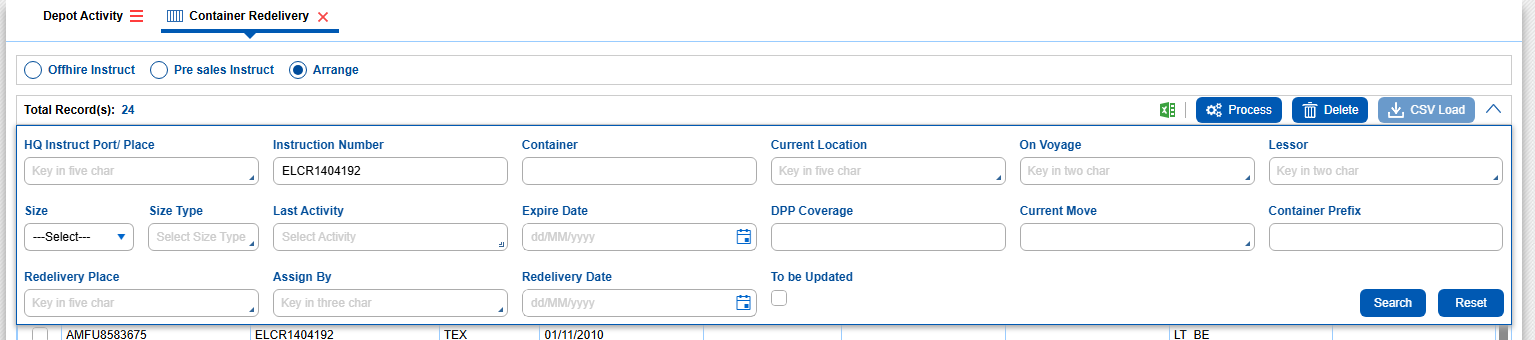 Depot Activity Container Redelivery
Offhire Instruct Pre sales Instruct Arrange
Total Record(s): 24 Process Delete CSV Load
HQ Instruct Port/ Place Instruction Number Container Current Location On Voyage Lessor
Key in five char ELCR1404192 Key in five char Key in two char Key in two char
Size Size Type Last Activity Expire Date DPP Coverage Current Move Container Prefix
---Select--- Select Size Type Select Activity dd/MM/yyyy
Redelivery Place Assign By Redelivery Date To be Updated
Key in five char Key in three char dd/MM/yyyy Search Reset
AMFU8583675 ELCR1404192 TEX 01/11/2010 LT_BE